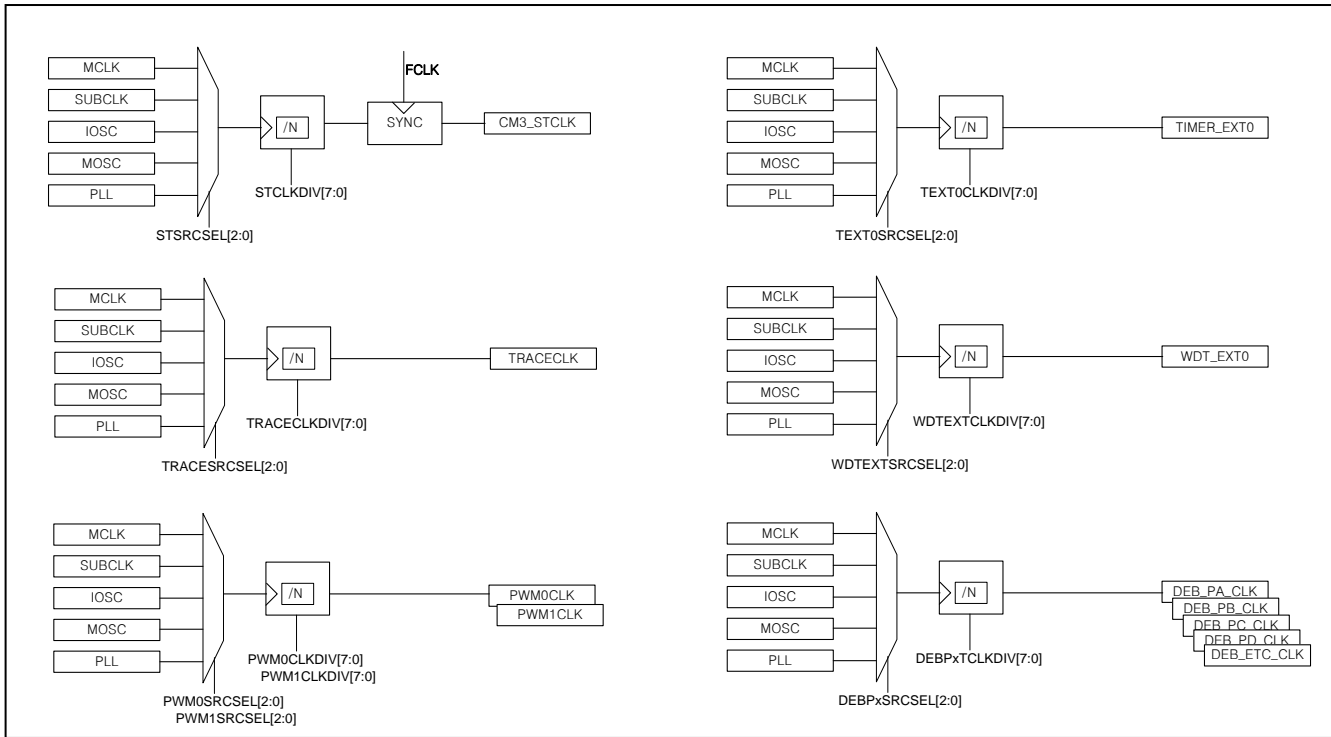 MCLK
SUBCLK
IOSC
MOSC
PLL
STSRCSEL[2:0]
/N
STCLKDIV[7:0]
FCLK
SYNC
CM3_STCLK
MCLK
SUBCLK
IOSC
MOSC
PLL
TEXT0SRCSEL[2:0]
/N
TEXT0CLKDIV[7:0]
TIMER_EXT0
MCLK
SUBCLK
IOSC
MOSC
PLL
TRACESRCSEL[2:0]
/N
TRACECLKDIV[7:0]
TRACECLK
MCLK
SUBCLK
IOSC
MOSC
PLL
WDTEXTSRCSEL[2:0]
/N
WDTEXTCLKDIV[7:0]
WDT_EXT0
MCLK
SUBCLK
IOSC
MOSC
PLL
PWM0SRCSEL[2:0]
PWM1SRCSEL[2:0]
/N
PWM0CLKDIV[7:0]
PWM1CLKDIV[7:0]
PWM0CLK
PWM1CLK
MCLK
SUBCLK
IOSC
MOSC
PLL
DEBPxSRCSEL[2:0]
/N
DEBPxTCLKDIV[7:0]
DEB_PA_CLK
DEB_PB_CLK
DEB_PC_CLK
DEB_PD_CLK
DEB_ETC_CLK